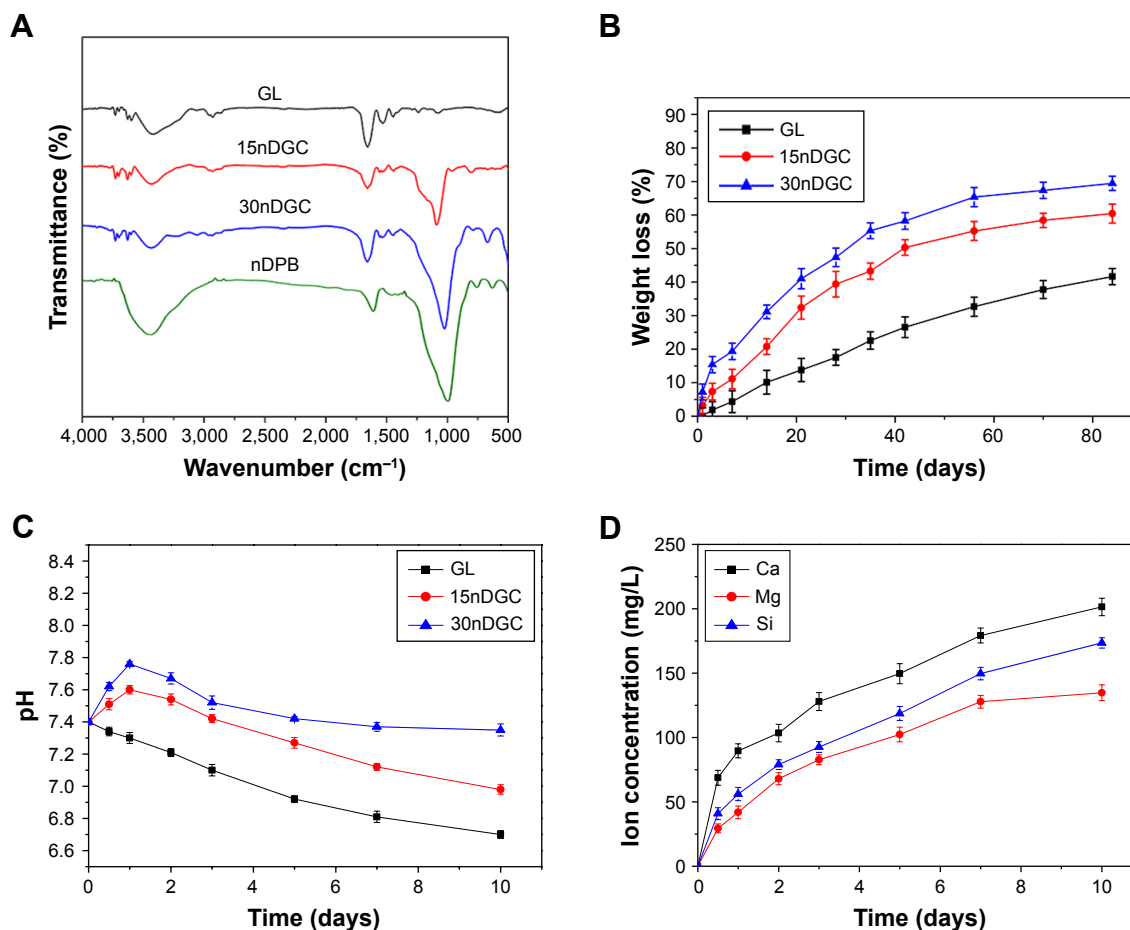 A
GL
15nDGC
30nDGC
nDPB
Transmittance (%)
4,000 3,500 3,000 2,500 2,000 1,500 1,000 500
Wavenumber (cm⁻¹)
B
GL
15nDGC
30nDGC
Weight loss (%)
90
80
70
60
50
40
30
20
10
0
0 20 40 60 80
Time (days)
C
GL
15nDGC
30nDGC
pH
8.4
8.2
8.0
7.8
7.6
7.4
7.2
7.0
6.8
6.6
0 2 4 6 8 10
Time (days)
D
Ca
Mg
Si
Ion concentration (mg/L)
250
200
150
100
50
0
0 2 4 6 8 10
Time (days)